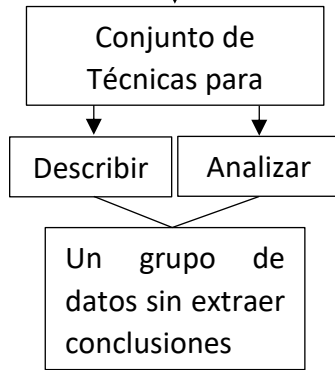 Conjunto de
Técnicas para
Describir
Analizar
Un grupo de
datos sin extraer
conclusiones